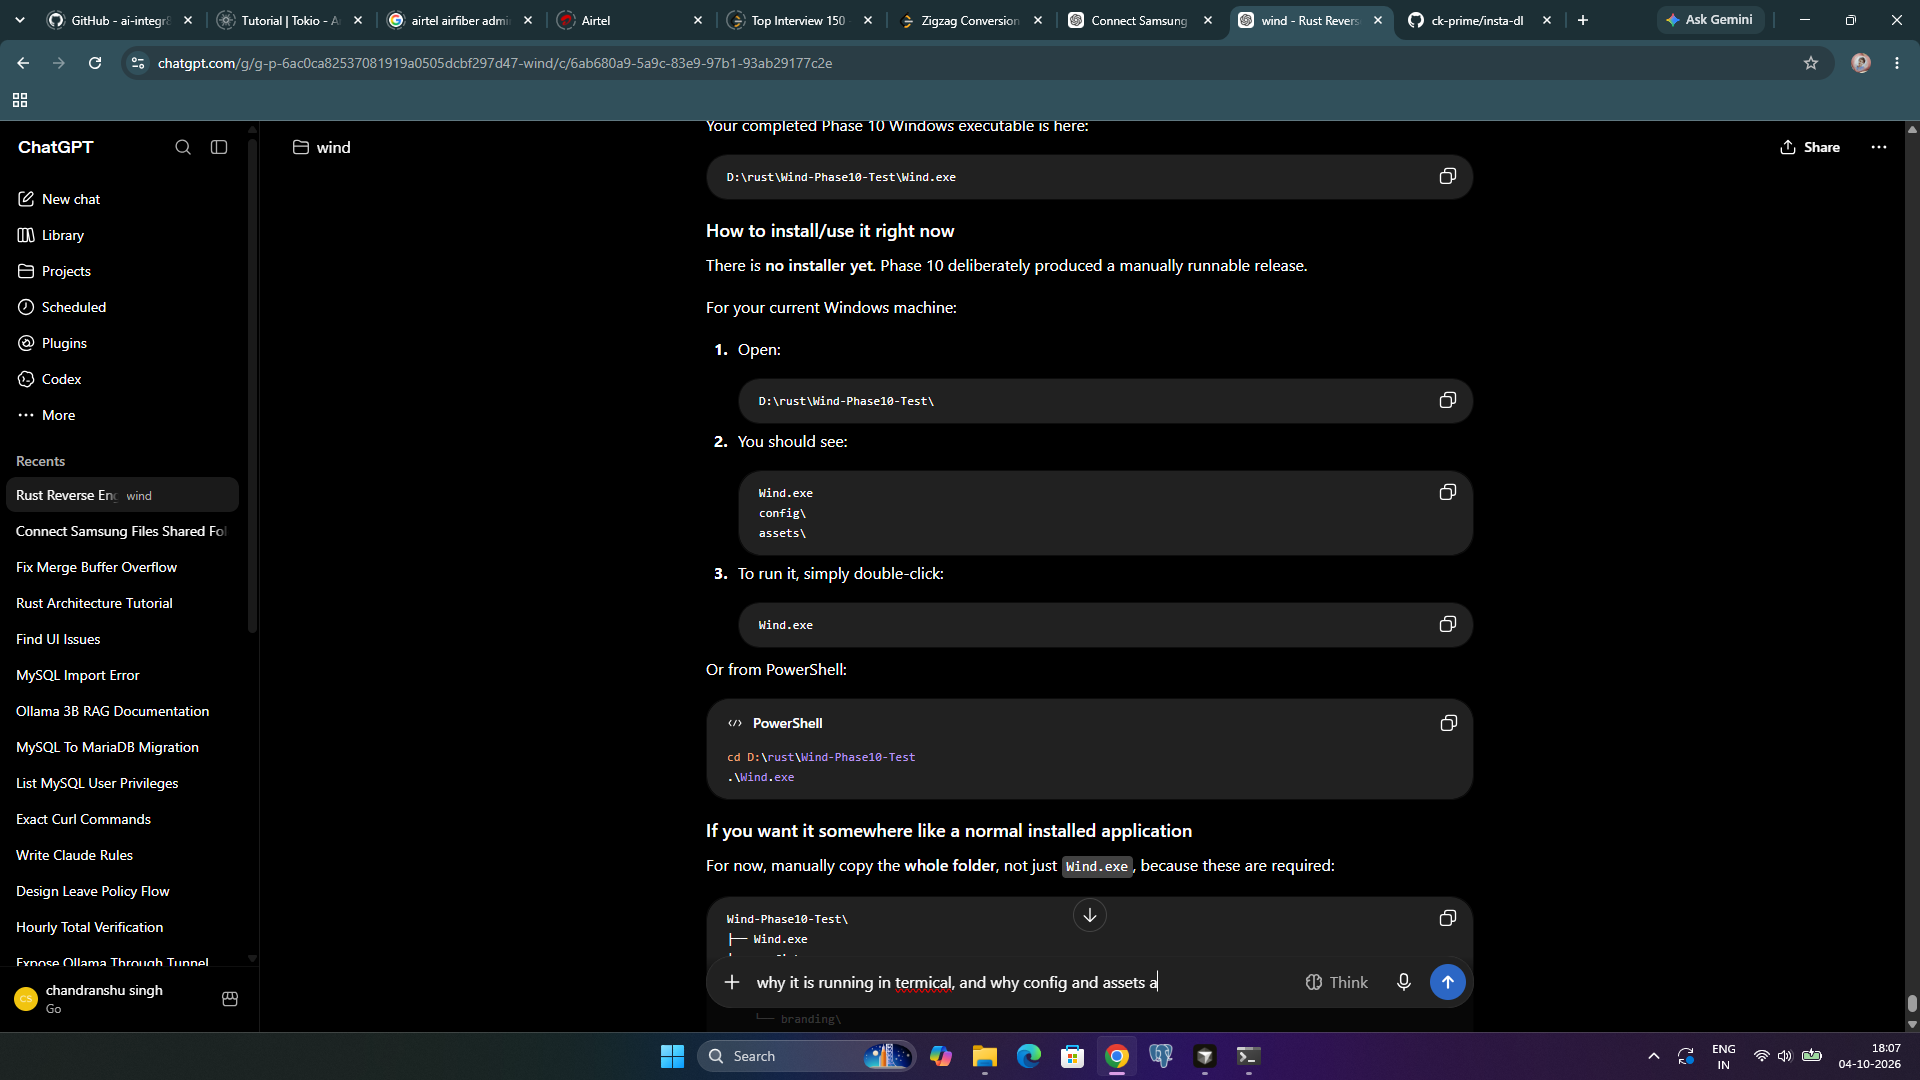 GitHub - ai-integr8
Tutorial | Tokio - A
airtel airfiber admi
Airtel
Top Interview 150
Zigzag Conversion
Connect Samsung
wind - Rust Revers
ck-prime/insta-dl
Ask Gemini
chatgpt.com/g/g-p-6ac0ca82537081919a0505dcbf297d47-wind/c/6ab680a9-5a9c-83e9-97b1-93ab29177c2e
ChatGPT
New chat
Library
Projects
Scheduled
Plugins
Codex
More
Recents
Rust Reverse Eng wind
Connect Samsung Files Shared Fol
Fix Merge Buffer Overflow
Rust Architecture Tutorial
Find UI Issues
MySQL Import Error
Ollama 3B RAG Documentation
MySQL To MariaDB Migration
List MySQL User Privileges
Exact Curl Commands
Write Claude Rules
Design Leave Policy Flow
Hourly Total Verification
Expose Ollama Through Tunnel
CS
chandranshu singh
Go
wind
Share
Your completed Phase 10 Windows executable is here:
D:\rust\Wind-Phase10-Test\Wind.exe
How to install/use it right now
There is no installer yet. Phase 10 deliberately produced a manually runnable release.
For your current Windows machine:
1. Open:
D:\rust\Wind-Phase10-Test\
2. You should see:
Wind.exe
config\
assets\
3. To run it, simply double-click:
Wind.exe
Or from PowerShell:
PowerShell
cd D:\rust\Wind-Phase10-Test
.\Wind.exe
If you want it somewhere like a normal installed application
For now, manually copy the whole folder, not just Wind.exe, because these are required:
Wind-Phase10-Test\
├── Wind.exe
why it is running in termical, and why config and assets a
Think
└── branding\
Search
ENG
IN
18:07
04-10-2026